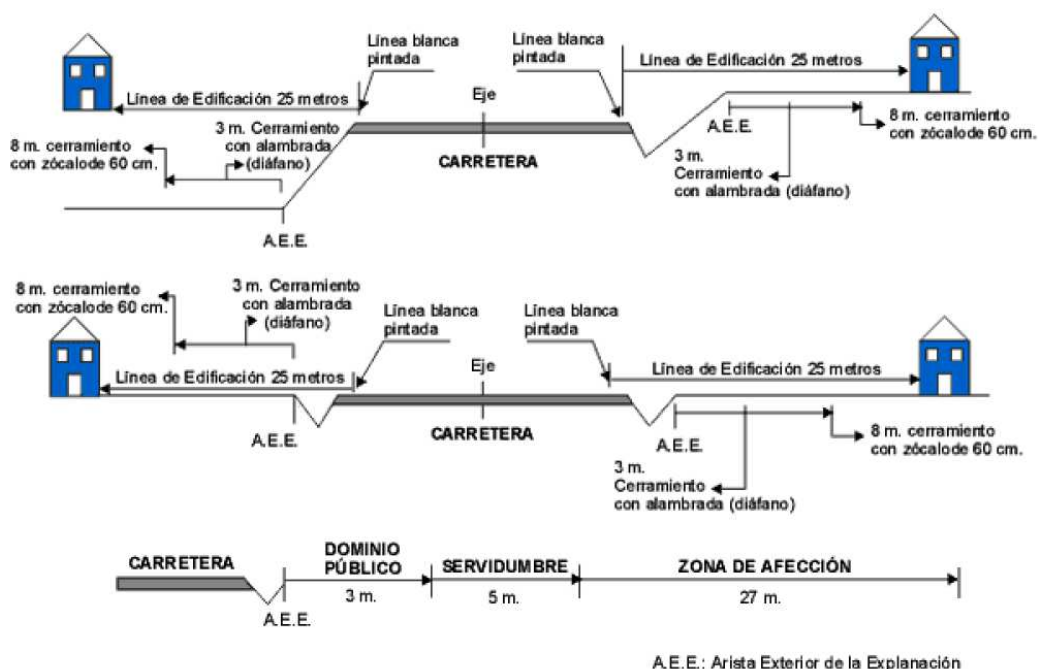 Línea blanca
pintada
Línea blanca
pintada
Línea de Edificación 25 metros
Línea de Edificación 25 metros
Eje
3 m. Cerramiento
con alambrada
(diáfano)
8 m. cerramiento
con zócalode 60 cm.
CARRETERA
A.E.E.
8 m. cerramiento
con zócalode 60 cm.
3 m.
Cerramiento
con alambrada (diáfano)
A.E.E.
8 m. cerramiento
con zócalode 60 cm.
3 m. Cerramiento
con alambrada
(diáfano)
Línea blanca
pintada
Línea blanca
pintada
Eje
Línea de Edificación 25 metros
Línea de Edificación 25 metros
A.E.E.
CARRETERA
A.E.E.
8 m. cerramiento
con zócalode 60 cm.
3 m.
Cerramiento
con alambrada (diáfano)
CARRETERA
DOMINIO
PÚBLICO
SERVIDUMBRE
ZONA DE AFECCIÓN
3 m.
5 m.
27 m.
A.E.E.
A.E.E.: Arista Exterior de la Explanación